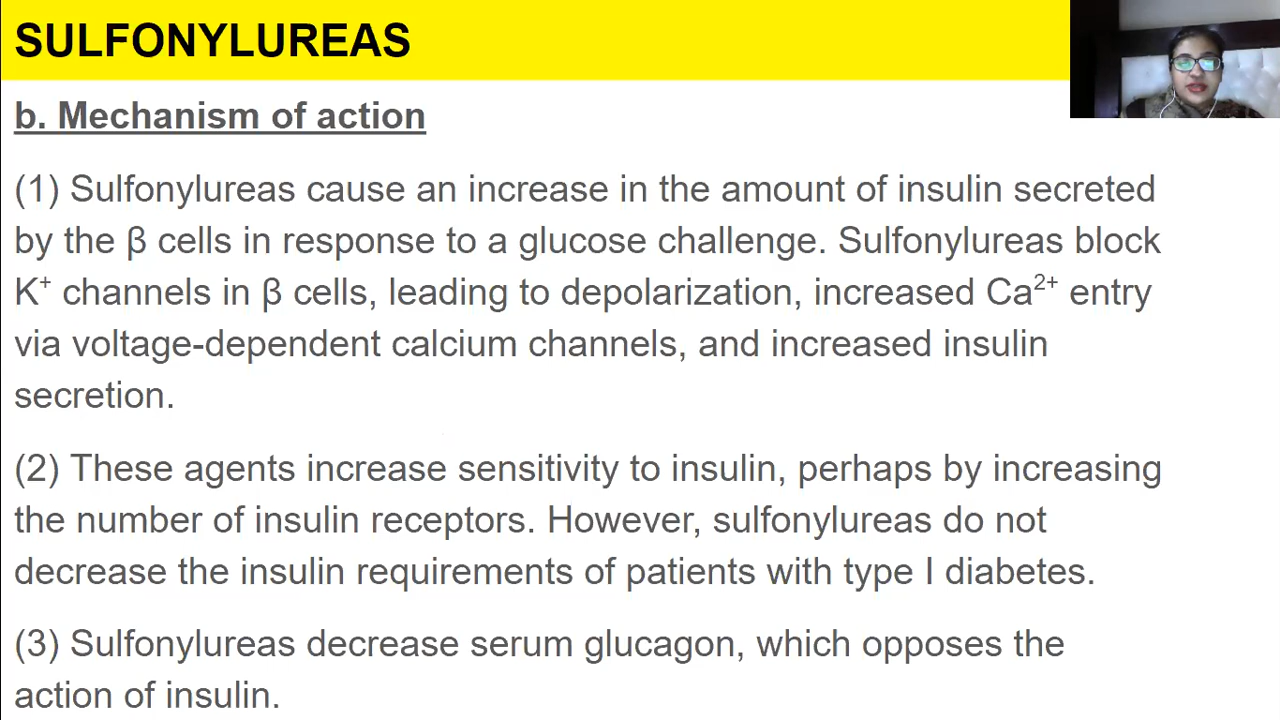 SULFONYLUREAS
b. Mechanism of action
(1) Sulfonylureas cause an increase in the amount of insulin secreted
by the β cells in response to a glucose challenge. Sulfonylureas block
K⁺ channels in β cells, leading to depolarization, increased Ca²⁺ entry
via voltage-dependent calcium channels, and increased insulin
secretion.
(2) These agents increase sensitivity to insulin, perhaps by increasing
the number of insulin receptors. However, sulfonylureas do not
decrease the insulin requirements of patients with type I diabetes.
(3) Sulfonylureas decrease serum glucagon, which opposes the
action of insulin.